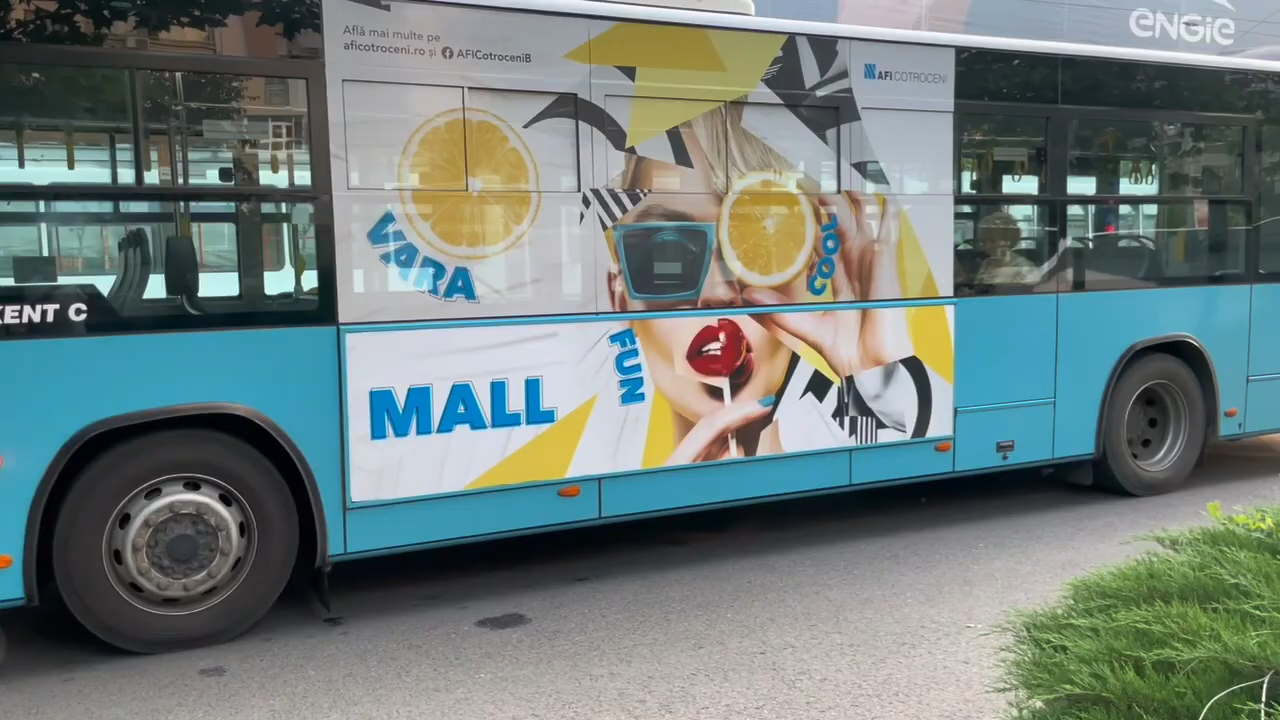 Află mai multe pe
aficotroceni.ro și AFICotroceniB
AFI COTROCENI
ENGIE
VARA
COOL
FUN
MALL
KENT C